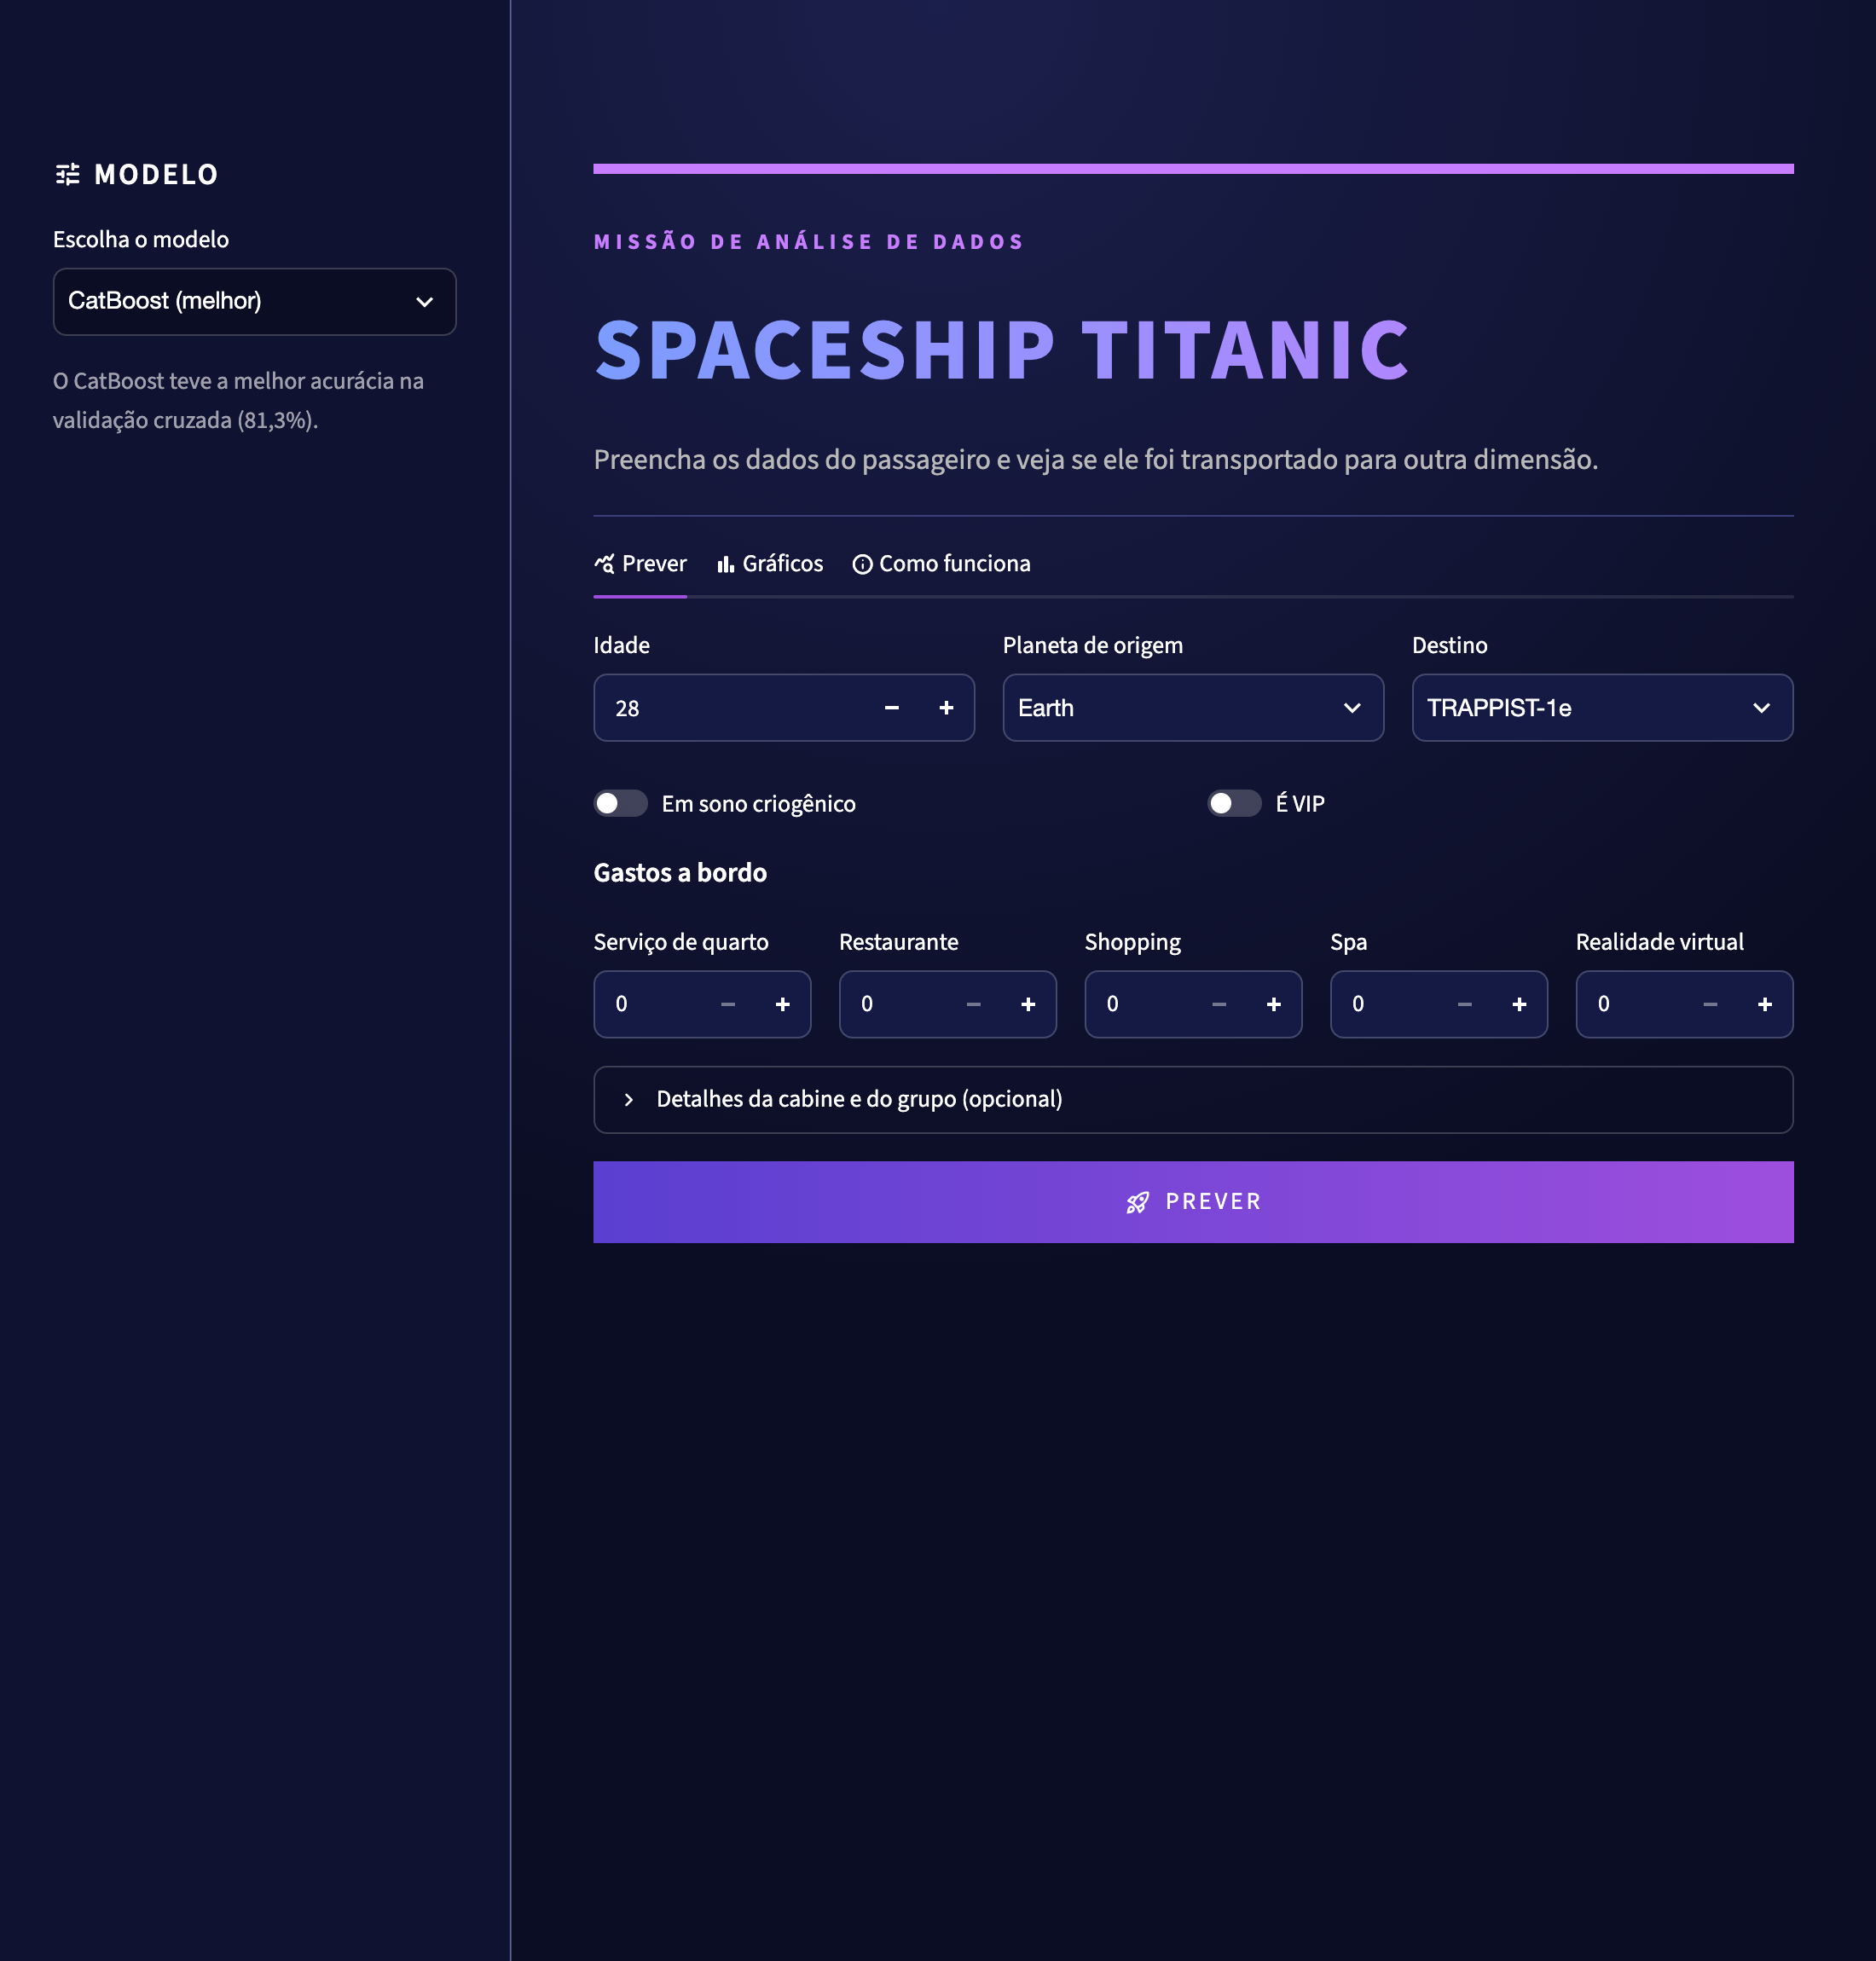 MODELO
Escolha o modelo
CatBoost (melhor)
O CatBoost teve a melhor acurácia na
validação cruzada (81,3%).
MISSÃO DE ANÁLISE DE DADOS
SPACESHIP TITANIC
Preencha os dados do passageiro e veja se ele foi transportado para outra dimensão.
Prever Gráficos Como funciona
Idade Planeta de origem Destino
28 Earth TRAPPIST-1e
Em sono criogênico É VIP
Gastos a bordo
Serviço de quarto Restaurante Shopping Spa Realidade virtual
0 0 0 0 0
Detalhes da cabine e do grupo (opcional)
PREVER